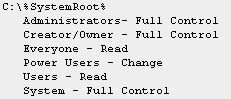 C:\%SystemRoot%
Administrators- Full Control
Creator/Owner - Full Control
Everyone - Read
Power Users - Change
Users - Read
System - Full Control